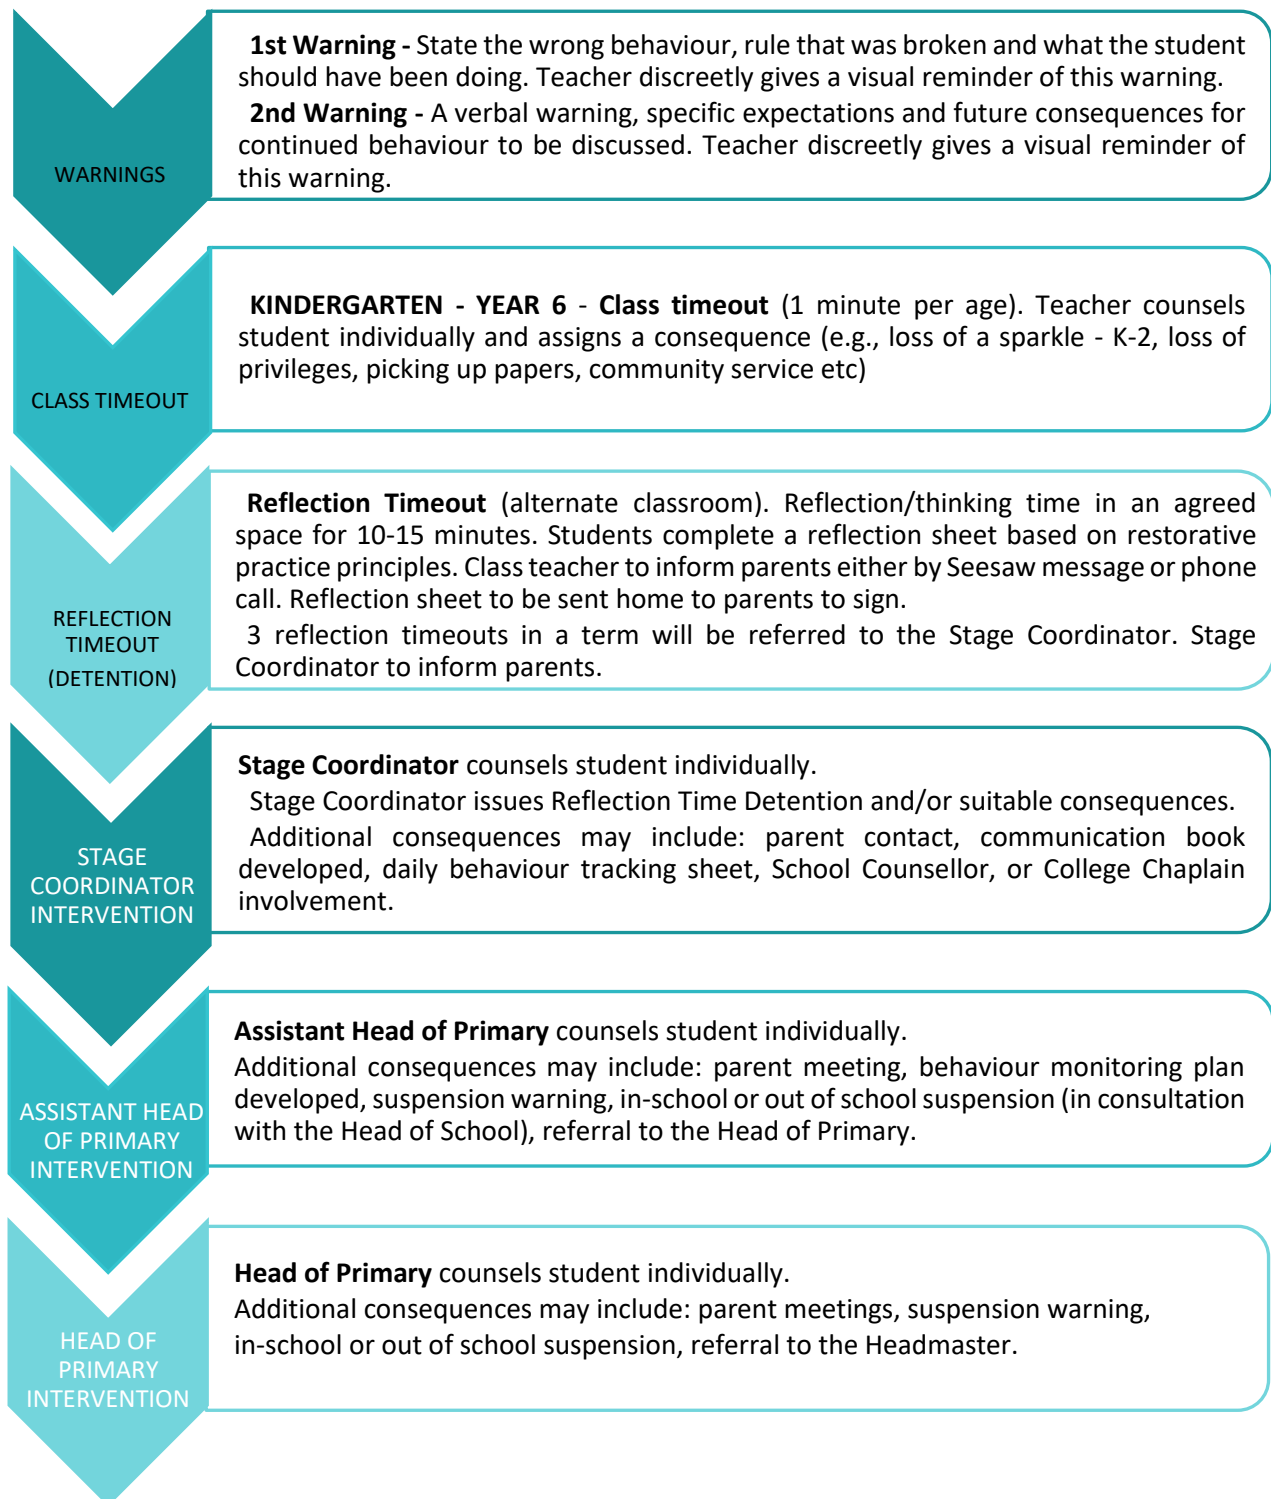 1st Warning - State the wrong behaviour, rule that was broken and what the student
should have been doing. Teacher discreetly gives a visual reminder of this warning.
2nd Warning - A verbal warning, specific expectations and future consequences for
continued behaviour to be discussed. Teacher discreetly gives a visual reminder of
this warning.
WARNINGS
KINDERGARTEN - YEAR 6 - Class timeout (1 minute per age). Teacher counsels
student individually and assigns a consequence (e.g., loss of a sparkle - K-2, loss of
privileges, picking up papers, community service etc)
CLASS TIMEOUT
Reflection Timeout (alternate classroom). Reflection/thinking time in an agreed
space for 10-15 minutes. Students complete a reflection sheet based on restorative
practice principles. Class teacher to inform parents either by Seesaw message or phone
call. Reflection sheet to be sent home to parents to sign.
3 reflection timeouts in a term will be referred to the Stage Coordinator. Stage
Coordinator to inform parents.
REFLECTION
TIMEOUT
(DETENTION)
Stage Coordinator counsels student individually.
Stage Coordinator issues Reflection Time Detention and/or suitable consequences.
Additional consequences may include: parent contact, communication book
developed, daily behaviour tracking sheet, School Counsellor, or College Chaplain
involvement.
STAGE
COORDINATOR
INTERVENTION
Assistant Head of Primary counsels student individually.
Additional consequences may include: parent meeting, behaviour monitoring plan
developed, suspension warning, in-school or out of school suspension (in consultation
with the Head of School), referral to the Head of Primary.
ASSISTANT HEAD
OF PRIMARY
INTERVENTION
Head of Primary counsels student individually.
Additional consequences may include: parent meetings, suspension warning,
in-school or out of school suspension, referral to the Headmaster.
HEAD OF
PRIMARY
INTERVENTION